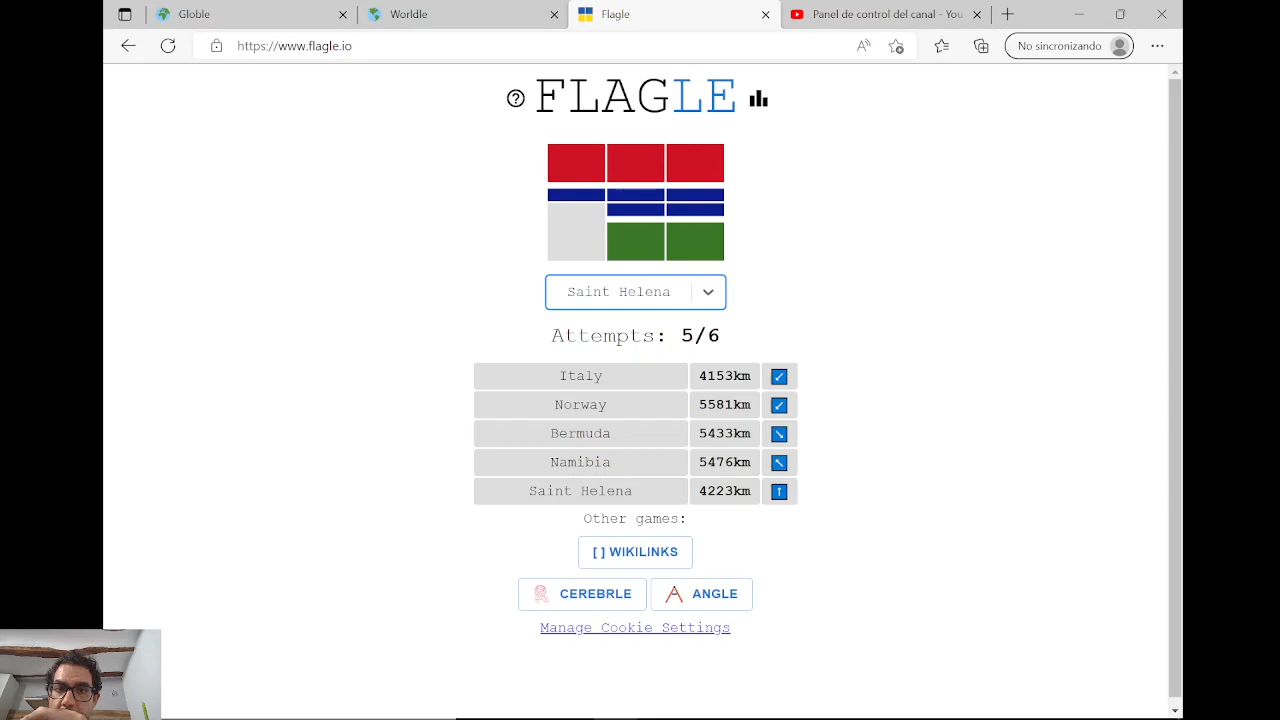 Globle
Worldle
Flagle
Panel de control del canal - You
https://www.flagle.io
No sincronizando
FLAGLE
Saint Helena
Attempts: 5/6
Italy 4153km
Norway 5581km
Bermuda 5433km
Namibia 5476km
Saint Helena 4223km
Other games:
[ ] WIKILINKS
CEREBRLE
ANGLE
Manage Cookie Settings